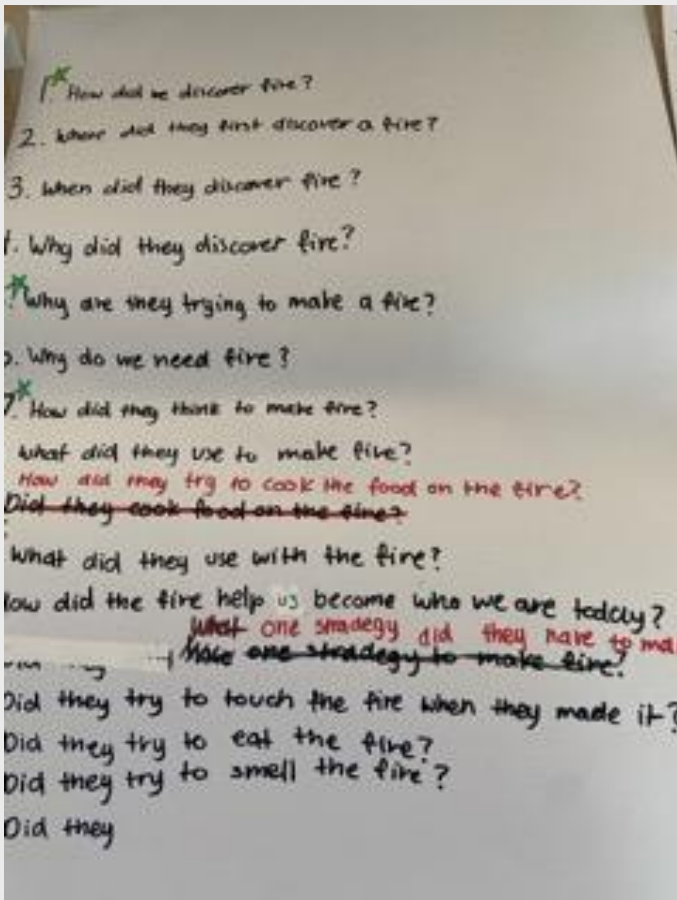 1. How did we discover fire?
2. Where did they first discover a fire?
3. When did they discover fire?
. Why did they discover fire?
Why are they trying to make a fire?
. Why do we need fire?
7. How did they think to make fire?
What did they use to make fire?
How did they try to cook the food on the fire?
Did they cook food on the fire?
What did they use with the fire?
How did the fire help us become who we are today?
What one stradegy did they have to ma
one stradegy to make fire?
Did they try to touch the fire when they made it?
Did they try to eat the fire?
Did they try to smell the fire?
Did they